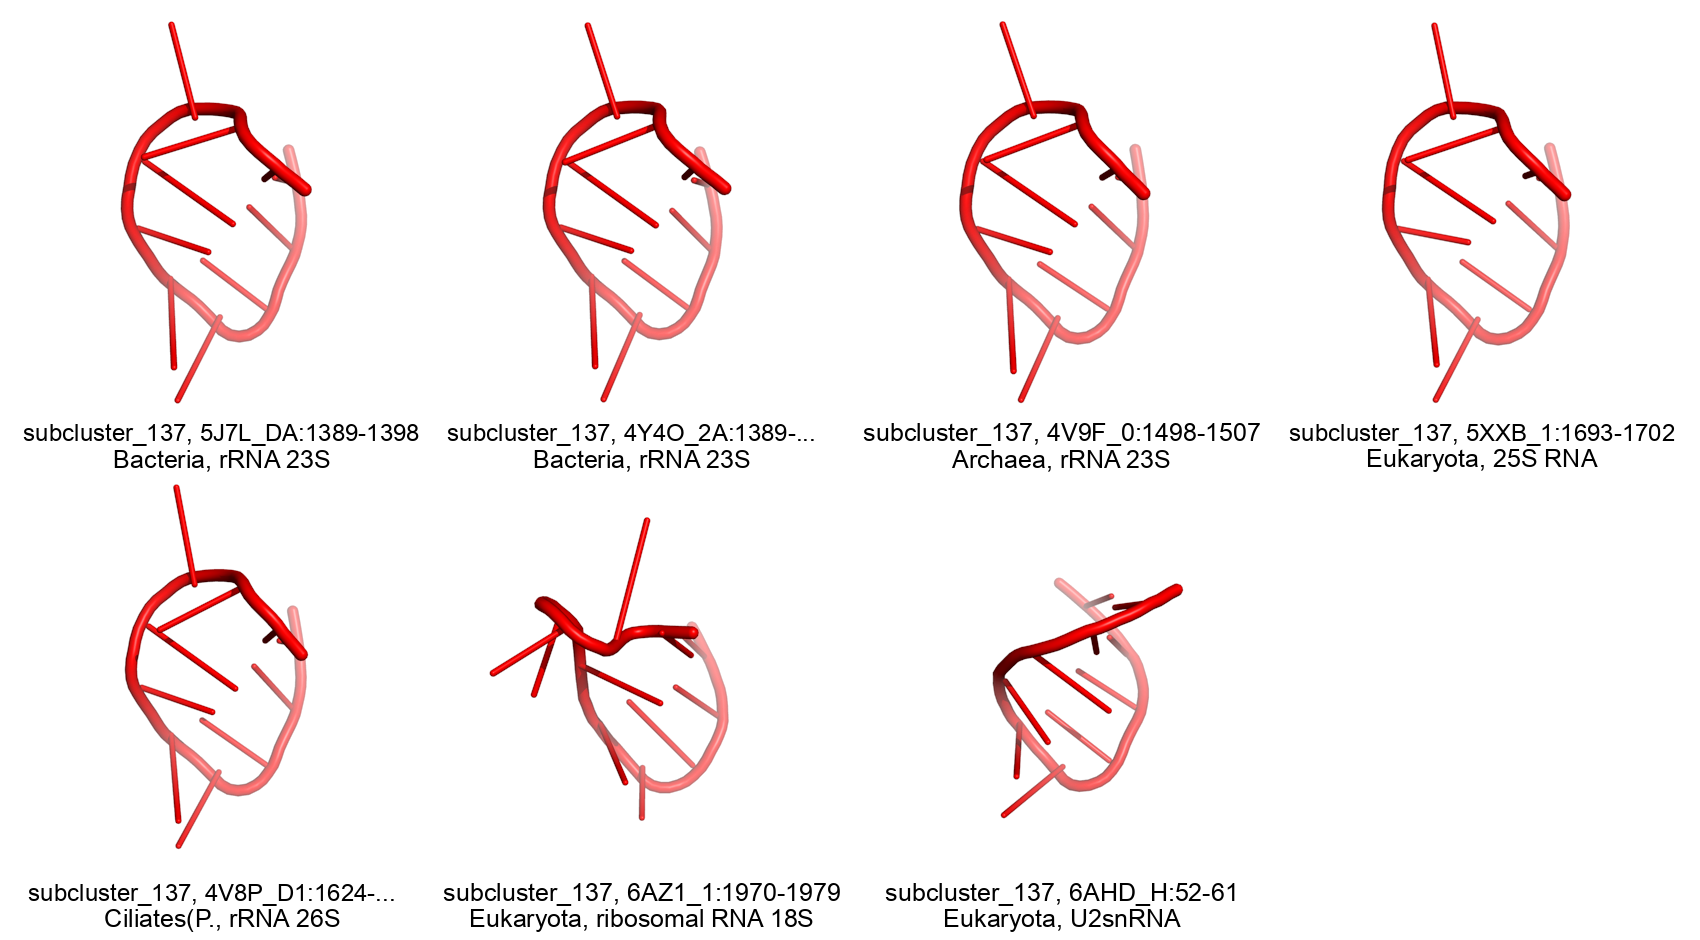 subcluster_137, 5J7L_DA:1389-1398
Bacteria, rRNA 23S
subcluster_137, 4Y4O_2A:1389-...
Bacteria, rRNA 23S
subcluster_137, 4V9F_0:1498-1507
Archaea, rRNA 23S
subcluster_137, 5XXB_1:1693-1702
Eukaryota, 25S RNA
subcluster_137, 4V8P_D1:1624-...
Ciliates(P., rRNA 26S
subcluster_137, 6AZ1_1:1970-1979
Eukaryota, ribosomal RNA 18S
subcluster_137, 6AHD_H:52-61
Eukaryota, U2snRNA